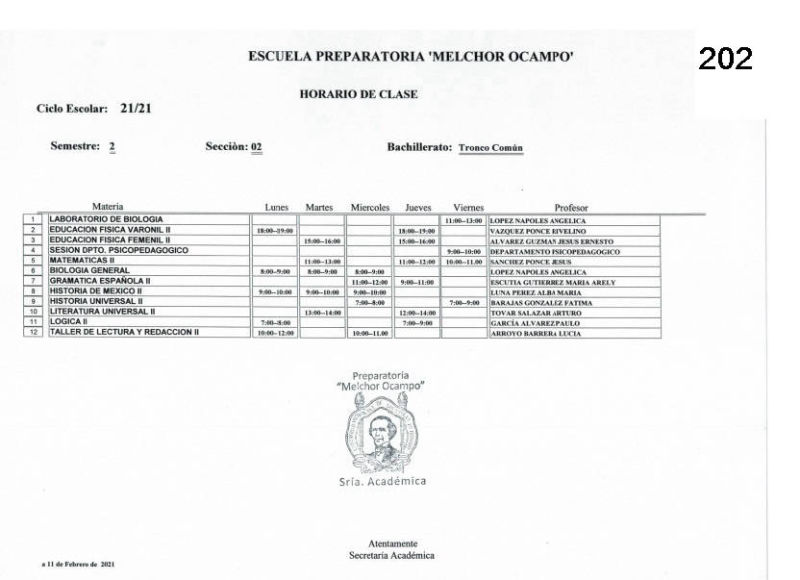 ESCUELA PREPARATORIA 'MELCHOR OCAMPO'
202
HORARIO DE CLASE
Ciclo Escolar: 21/21
Semestre: 2 Secciòn: 02 Bachillerato: Tronco Común
Materia Lunes Martes Miercoles Jueves Viernes Profesor
1 LABORATORIO DE BIOLOGIA 11:00--13:00 LOPEZ NAPOLES ANGELICA
2 EDUCACION FISICA VARONIL II 18:00--19:00 18:00--19:00 VAZQUEZ PONCE RIVELINO
3 EDUCACION FISICA FEMENIL II 15:00--16:00 15:00--16:00 ALVAREZ GUZMAN JESUS ERNESTO
4 SESION DPTO. PSICOPEDAGOGICO 9:00--10:00 DEPARTAMENTO PSICOPEDAGOGICO
5 MATEMATICAS II 11:00--13:00 11:00--12:00 10:00--11.00 SANCHEZ PONCE JESUS
6 BIOLOGIA GENERAL 8:00--9:00 8:00--9:00 8:00--9:00 LOPEZ NAPOLES ANGELICA
7 GRAMATICA ESPAÑOLA II 11:00--12:00 9:00--11:00 ESCUTIA GUTIERREZ MARIA ARELY
8 HISTORIA DE MEXICO II 9:00--10:00 9:00--10:00 9:00--10:00 LUNA PEREZ ALBA MARIA
9 HISTORIA UNIVERSAL II 7:00--8:00 7:00--9:00 BARAJAS GONZALEZ FATIMA
10 LITERATURA UNIVERSAL II 13:00--14:00 12:00--14:00 TOVAR SALAZAR ARTURO
11 LOGICA II 7:00--8:00 7:00--9:00 GARCÍA ALVAREZPAULO
12 TALLER DE LECTURA Y REDACCION II 10:00--12:00 10:00--11.00 ARROYO BARRERA LUCIA
Preparatoria
"Melchor Ocampo"
Sría. Académica
Atentamente
Secretaria Académica
a 11 de Febrero de 2021